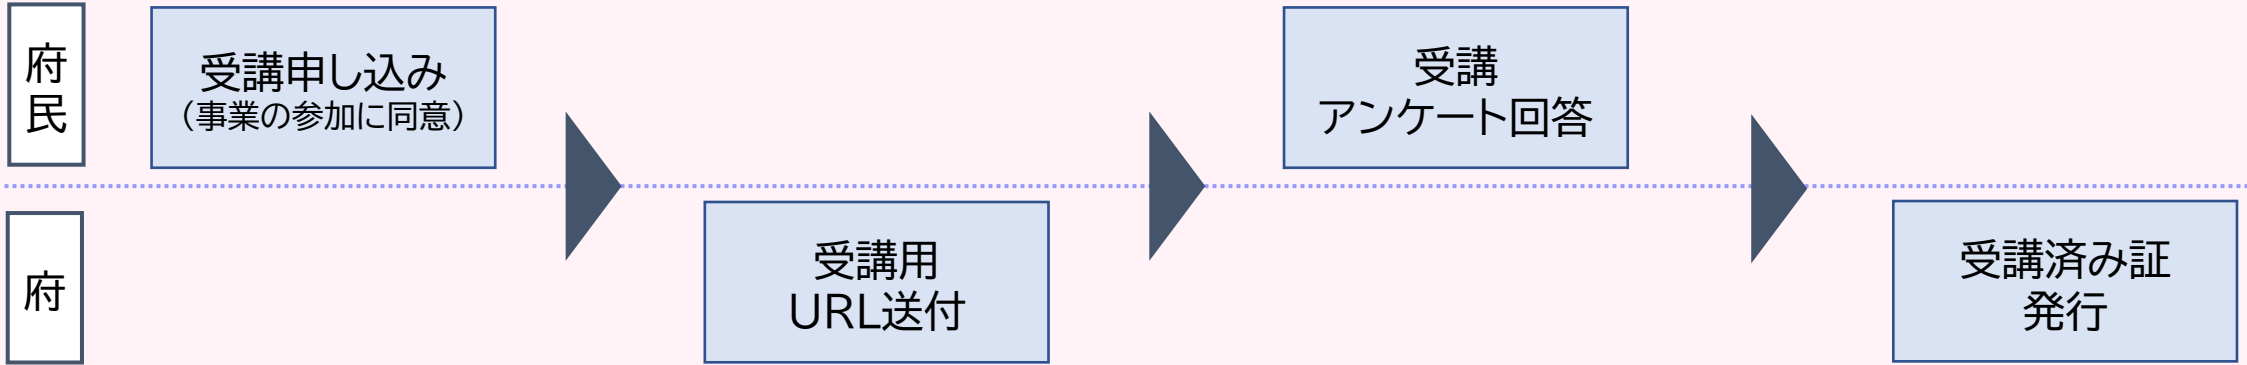 府民
受講申し込み
（事業の参加に同意）
受講
アンケート回答
府
受講用
URL送付
受講済み証
発行